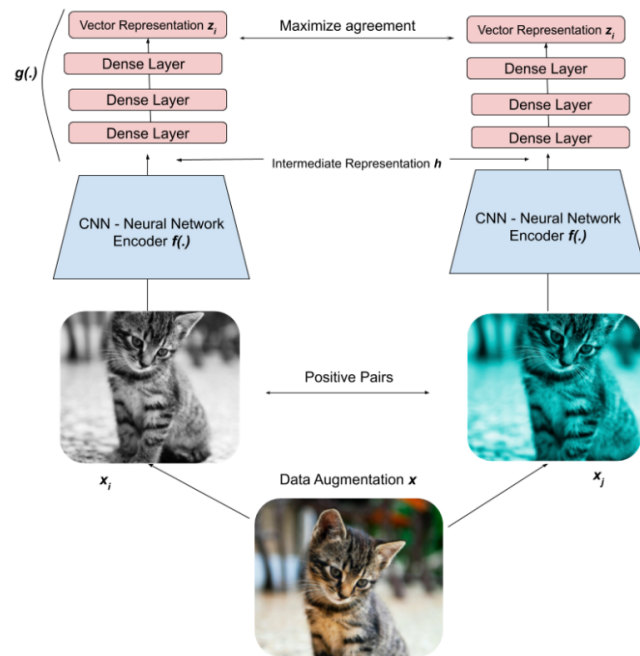 Vector Representation z_i
Maximize agreement
Vector Representation z_i
g(.)
Dense Layer
Dense Layer
Dense Layer
Dense Layer
Dense Layer
Dense Layer
Intermediate Representation h
CNN - Neural Network
Encoder f(.)
CNN - Neural Network
Encoder f(.)
Positive Pairs
x_i
Data Augmentation x
x_j